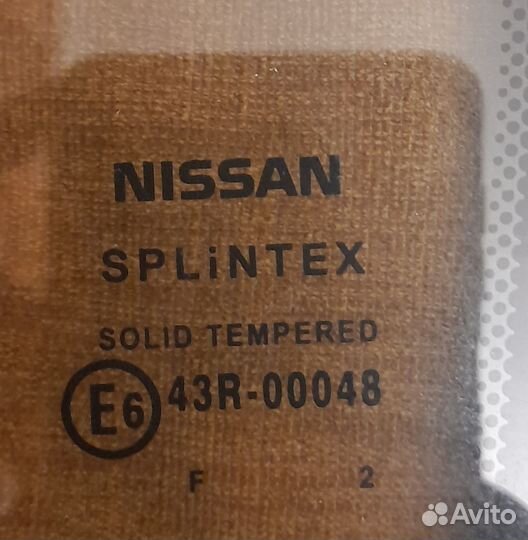 NISSAN
SPLiNTEX
SOLID TEMPERED
E6 43R-00048
F 2
Avito